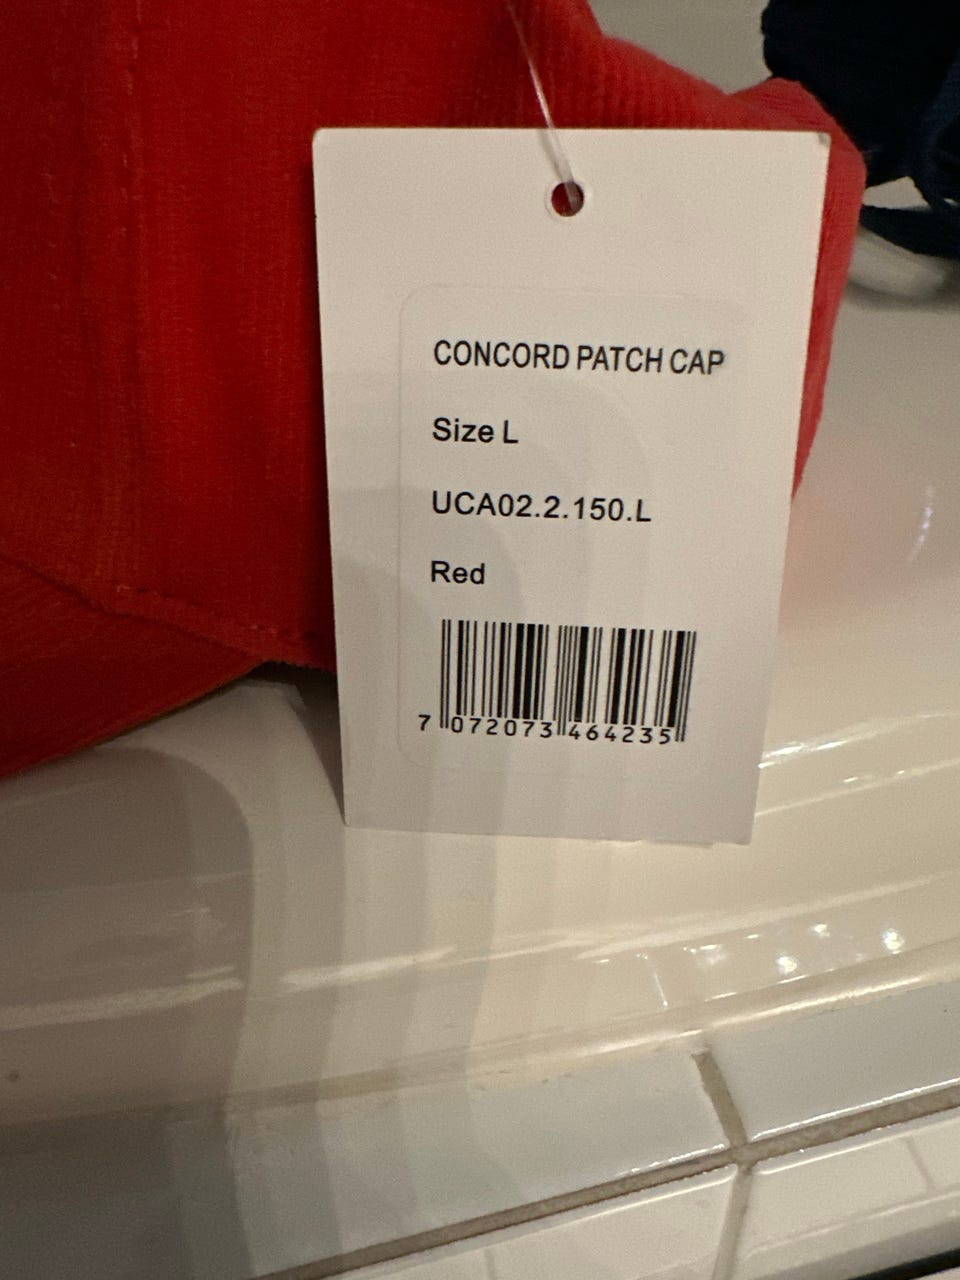 CONCORD PATCH CAP
Size L
UCA02.2.150.L
Red
7 072073 464235